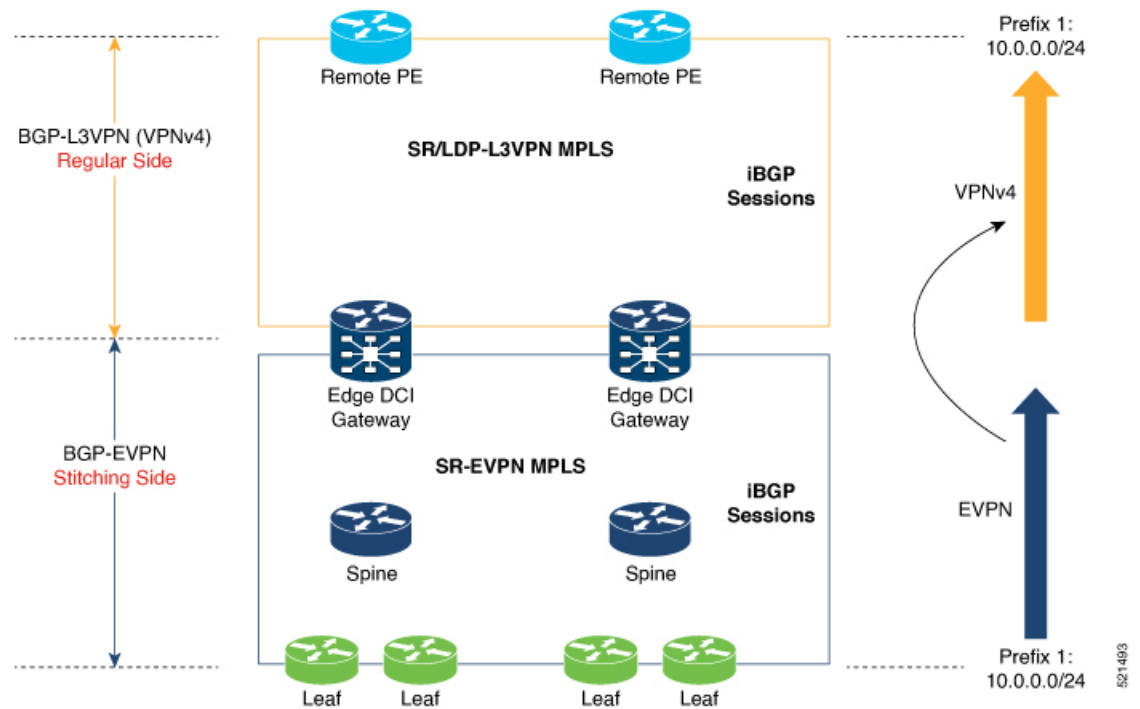 Prefix 1:
10.0.0.0/24
Remote PE
Remote PE
BGP-L3VPN (VPNv4)
Regular Side
SR/LDP-L3VPN MPLS
iBGP
Sessions
VPNv4
Edge DCI
Gateway
Edge DCI
Gateway
BGP-EVPN
Stitching Side
SR-EVPN MPLS
iBGP
Sessions
EVPN
Spine
Spine
Leaf
Leaf
Leaf
Leaf
Prefix 1:
10.0.0.0/24
521493